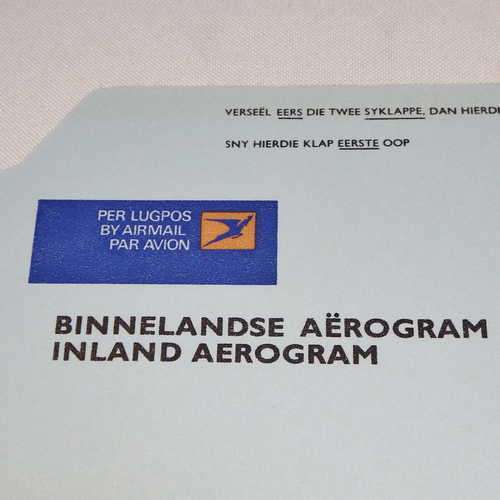 VERSEËL EERS DIE TWEE SYKLAPPE, DAN HIERDI
SNY HIERDIE KLAP EERSTE OOP
PER LUGPOS
BY AIRMAIL
PAR AVION
BINNELANDSE AËROGRAM
INLAND AEROGRAM